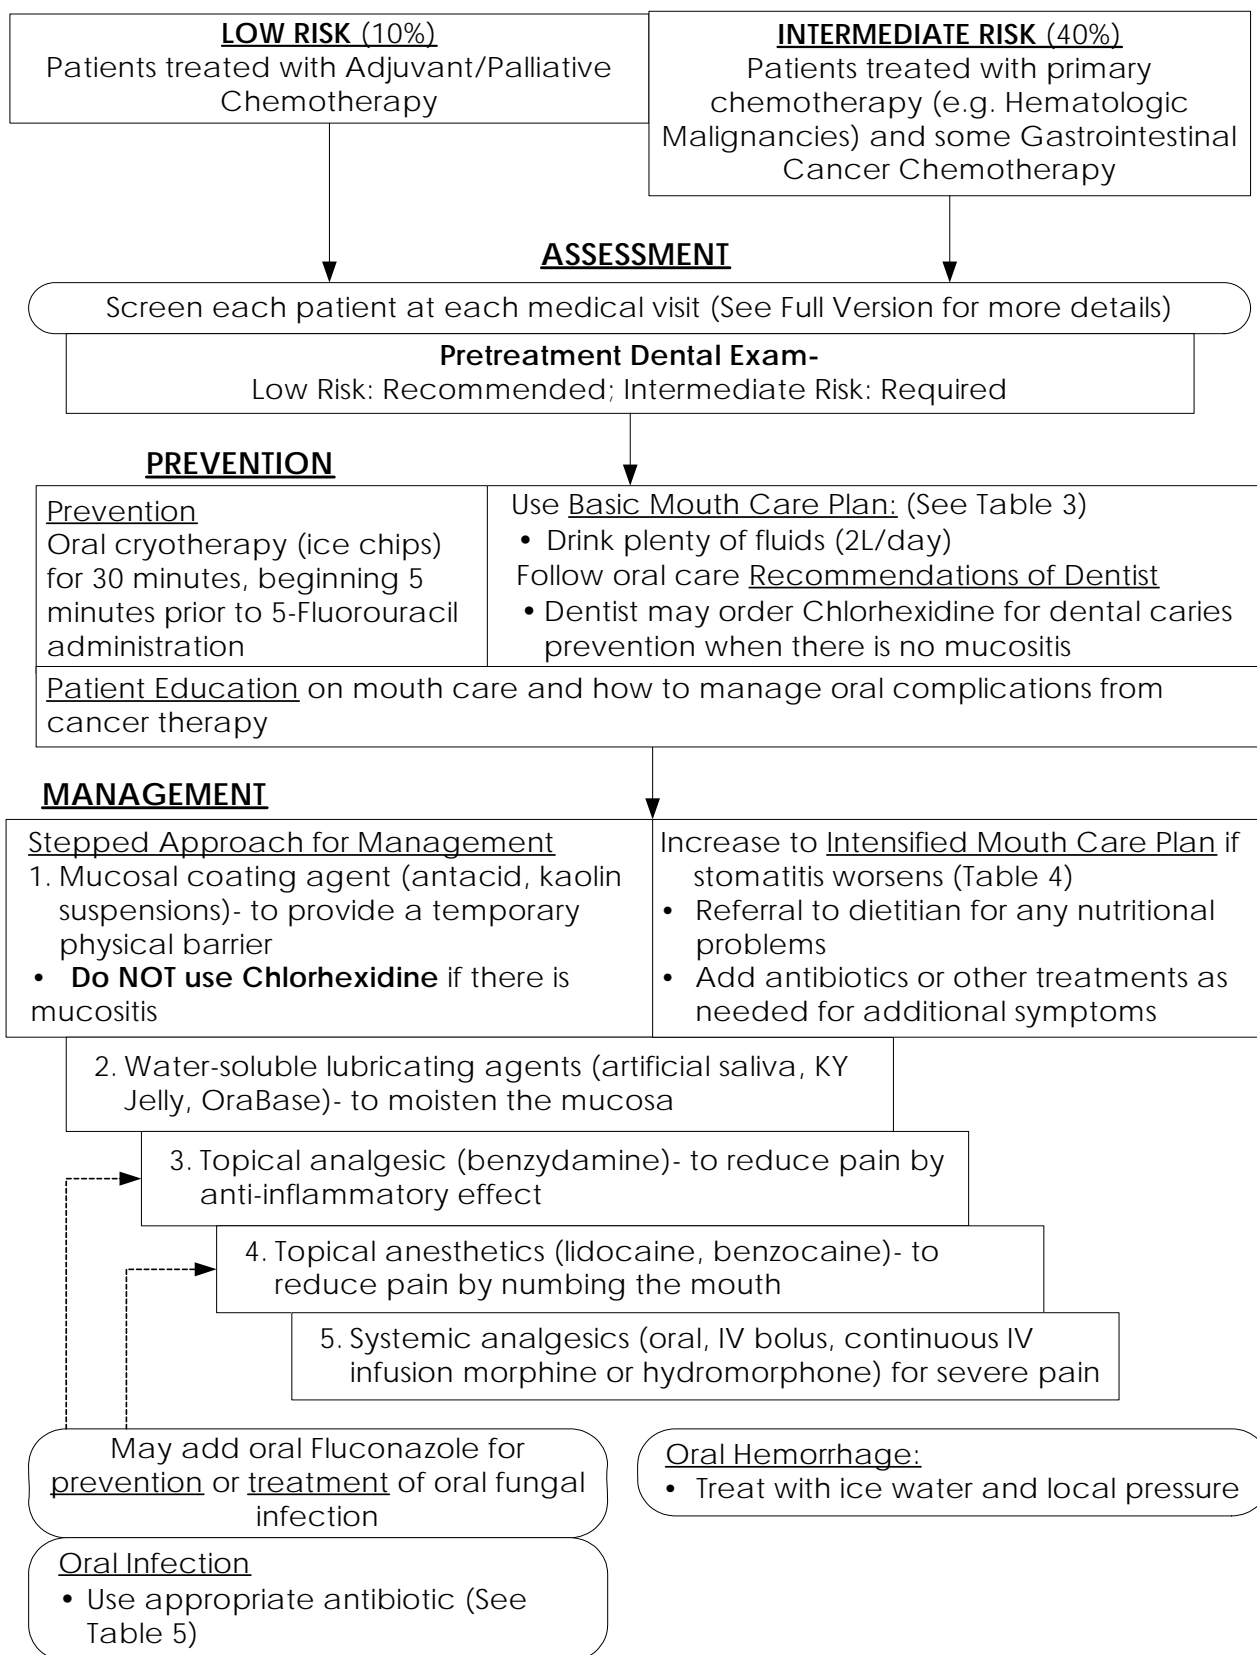 LOW RISK (10%)
Patients treated with Adjuvant/Palliative
Chemotherapy
INTERMEDIATE RISK (40%)
Patients treated with primary
chemotherapy (e.g. Hematologic
Malignancies) and some Gastrointestinal
Cancer Chemotherapy
ASSESSMENT
Screen each patient at each medical visit (See Full Version for more details)
Pretreatment Dental Exam-
Low Risk: Recommended; Intermediate Risk: Required
PREVENTION
Prevention
Oral cryotherapy (ice chips)
for 30 minutes, beginning 5
minutes prior to 5-Fluorouracil
administration
Use Basic Mouth Care Plan: (See Table 3)
• Drink plenty of fluids (2L/day)
Follow oral care Recommendations of Dentist
• Dentist may order Chlorhexidine for dental caries
prevention when there is no mucositis
Patient Education on mouth care and how to manage oral complications from
cancer therapy
MANAGEMENT
Stepped Approach for Management
1. Mucosal coating agent (antacid, kaolin
suspensions)- to provide a temporary
physical barrier
• Do NOT use Chlorhexidine if there is
mucositis
Increase to Intensified Mouth Care Plan if
stomatitis worsens (Table 4)
• Referral to dietitian for any nutritional
problems
• Add antibiotics or other treatments as
needed for additional symptoms
2. Water-soluble lubricating agents (artificial saliva, KY
Jelly, OraBase)- to moisten the mucosa
3. Topical analgesic (benzydamine)- to reduce pain by
anti-inflammatory effect
4. Topical anesthetics (lidocaine, benzocaine)- to
reduce pain by numbing the mouth
5. Systemic analgesics (oral, IV bolus, continuous IV
infusion morphine or hydromorphone) for severe pain
May add oral Fluconazole for
prevention or treatment of oral fungal
infection
Oral Hemorrhage:
• Treat with ice water and local pressure
Oral Infection
• Use appropriate antibiotic (See
Table 5)